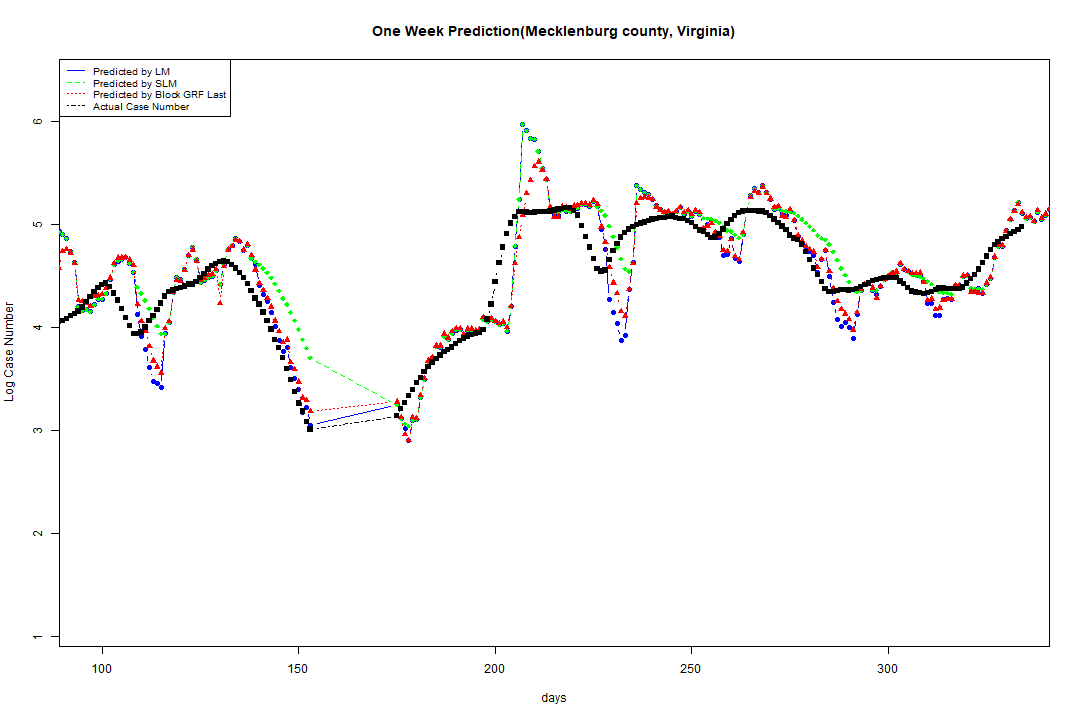 One Week Prediction(Mecklenburg county, Virginia)
Predicted by LM
Predicted by SLM
Predicted by Block GRF Last
Actual Case Number
6
5
4
3
2
1
Log Case Number
100 150 200 250 300
days